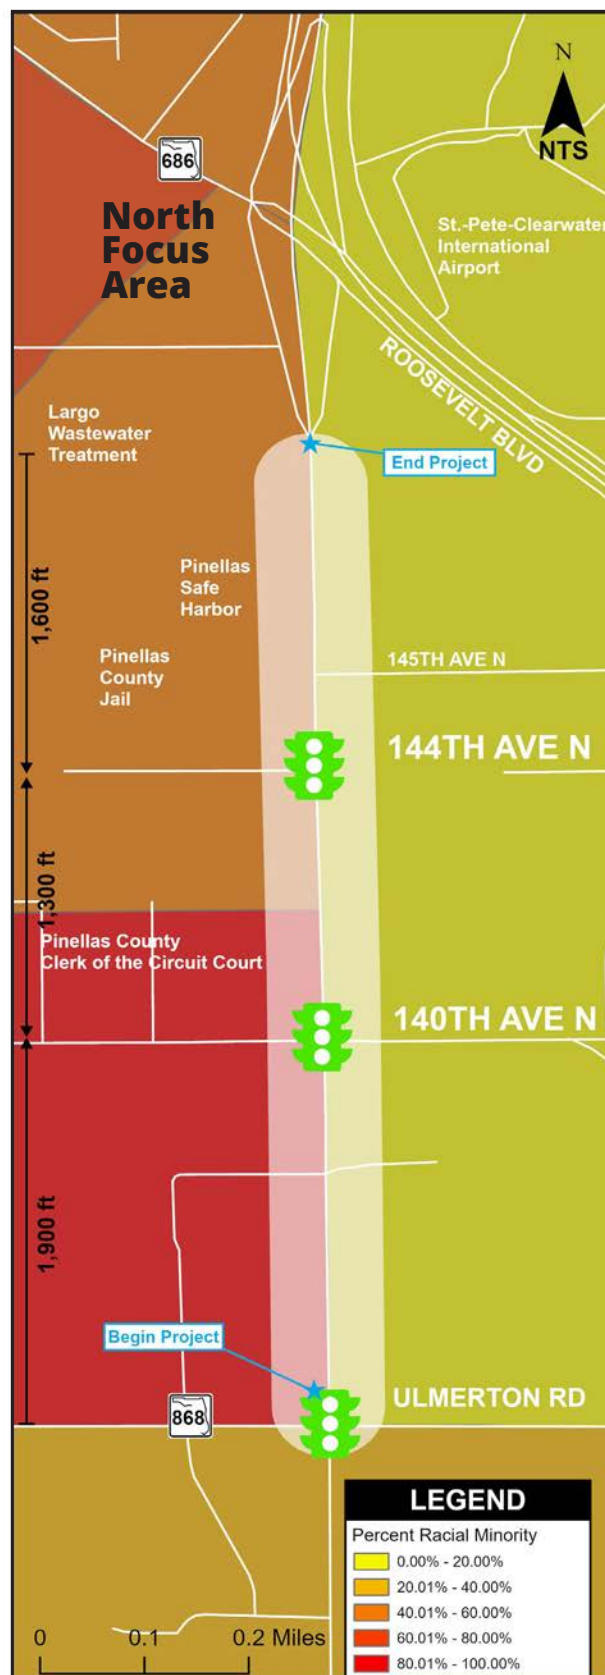 N
NTS
686
North
Focus
Area
St.-Pete-Clearwater
International
Airport
ROOSEVELT BLVD
Largo
Wastewater
Treatment
End Project
1,600 ft
Pinellas
Safe
Harbor
Pinellas
County
Jail
145TH AVE N
144TH AVE N
1,300 ft
Pinellas County
Clerk of the Circuit Court
140TH AVE N
1,900 ft
Begin Project
868
ULMERTON RD
LEGEND
Percent Racial Minority
0.00% - 20.00%
20.01% - 40.00%
40.01% - 60.00%
60.01% - 80.00%
80.01% - 100.00%
0 0.1 0.2 Miles